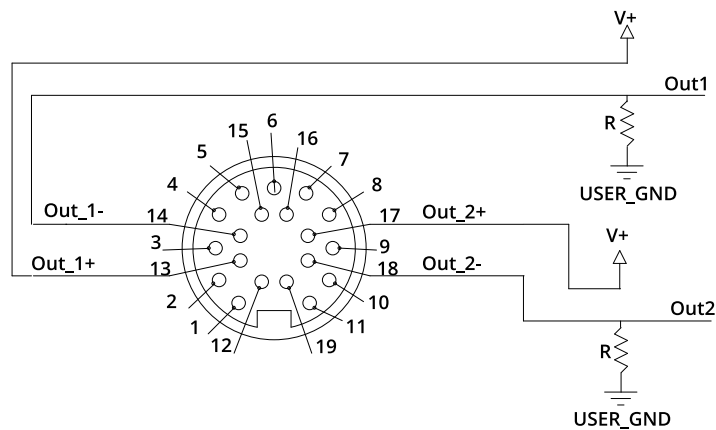 V+
Out1
R
USER_GND
6
15
16
5
7
4
8
Out_1-
14
17
Out_2+
3
9
V+
Out_1+
13
18
Out_2-
2
10
Out2
1
11
12
19
R
USER_GND